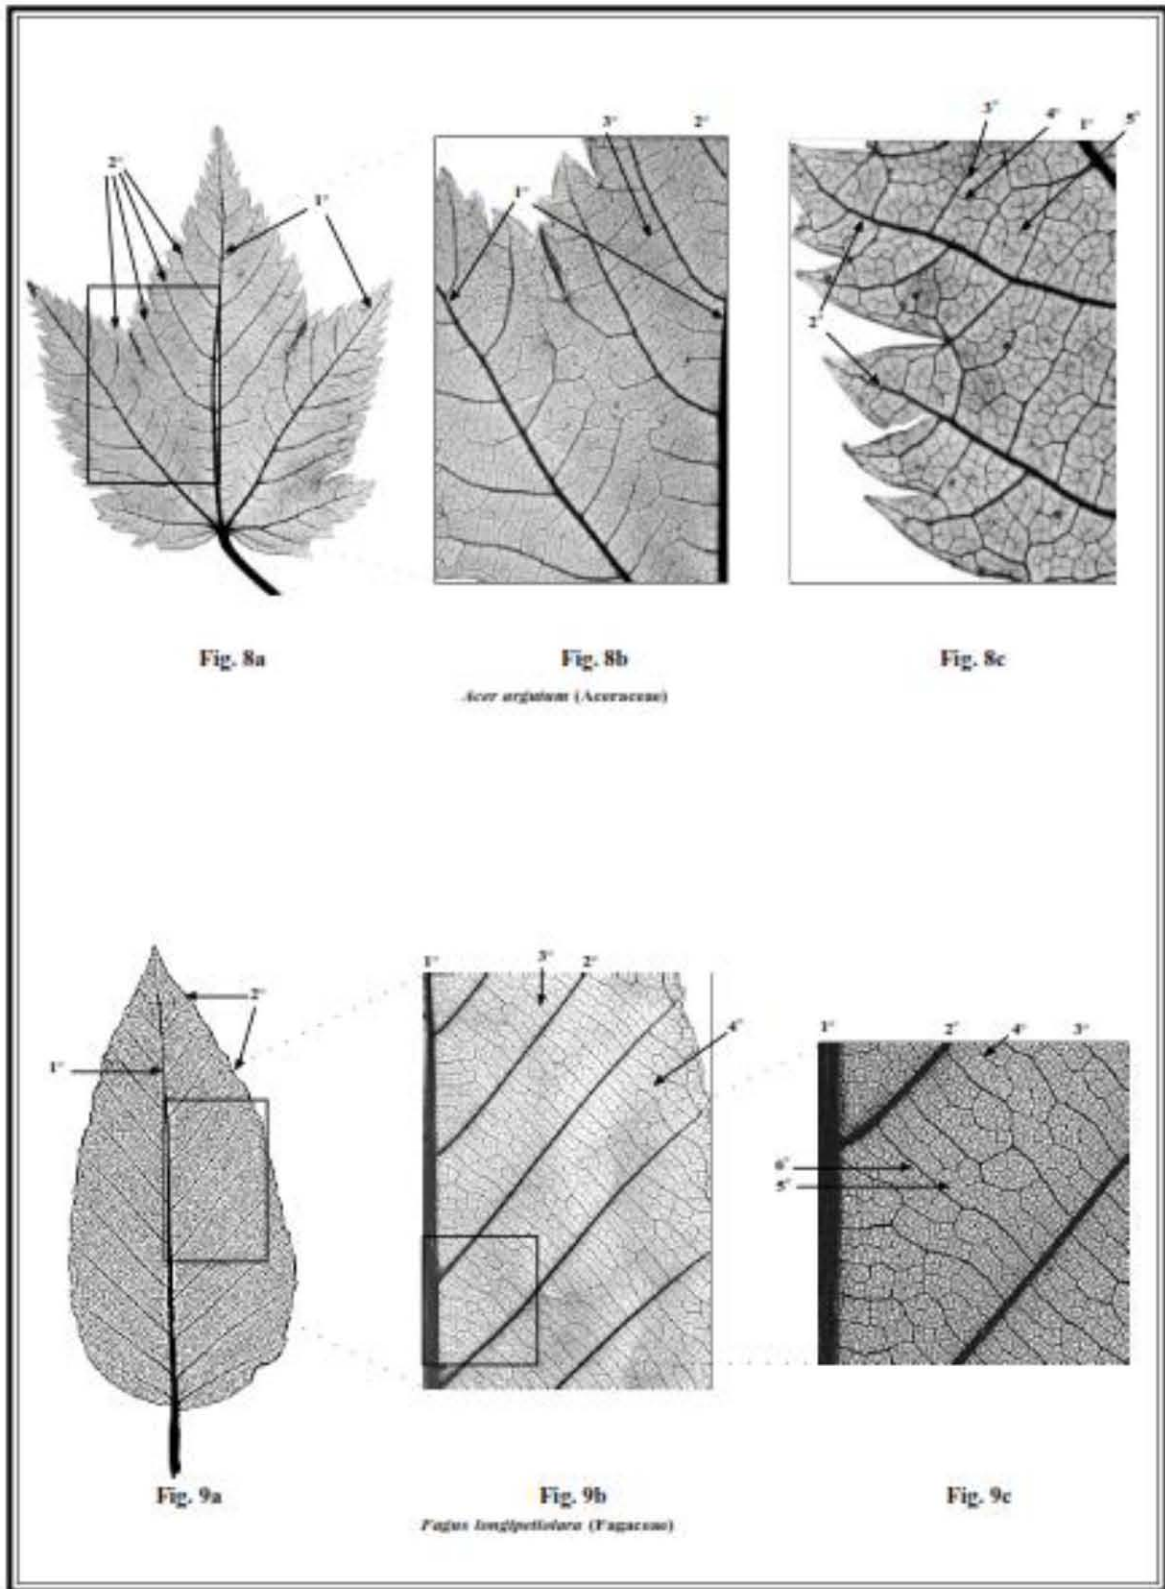 3° 2°
3° 4° 1° 5°
2°
1°
1°
2
Fig. 8a Fig. 8b Fig. 8c
Acer argutum (Aceraceae)
1° 3° 2°
2°
4°
1° 2° 4° 3°
1°
6°
5°
Fig. 9a Fig. 9b Fig. 9c
Fagus longipetiolara (Fagaceae)